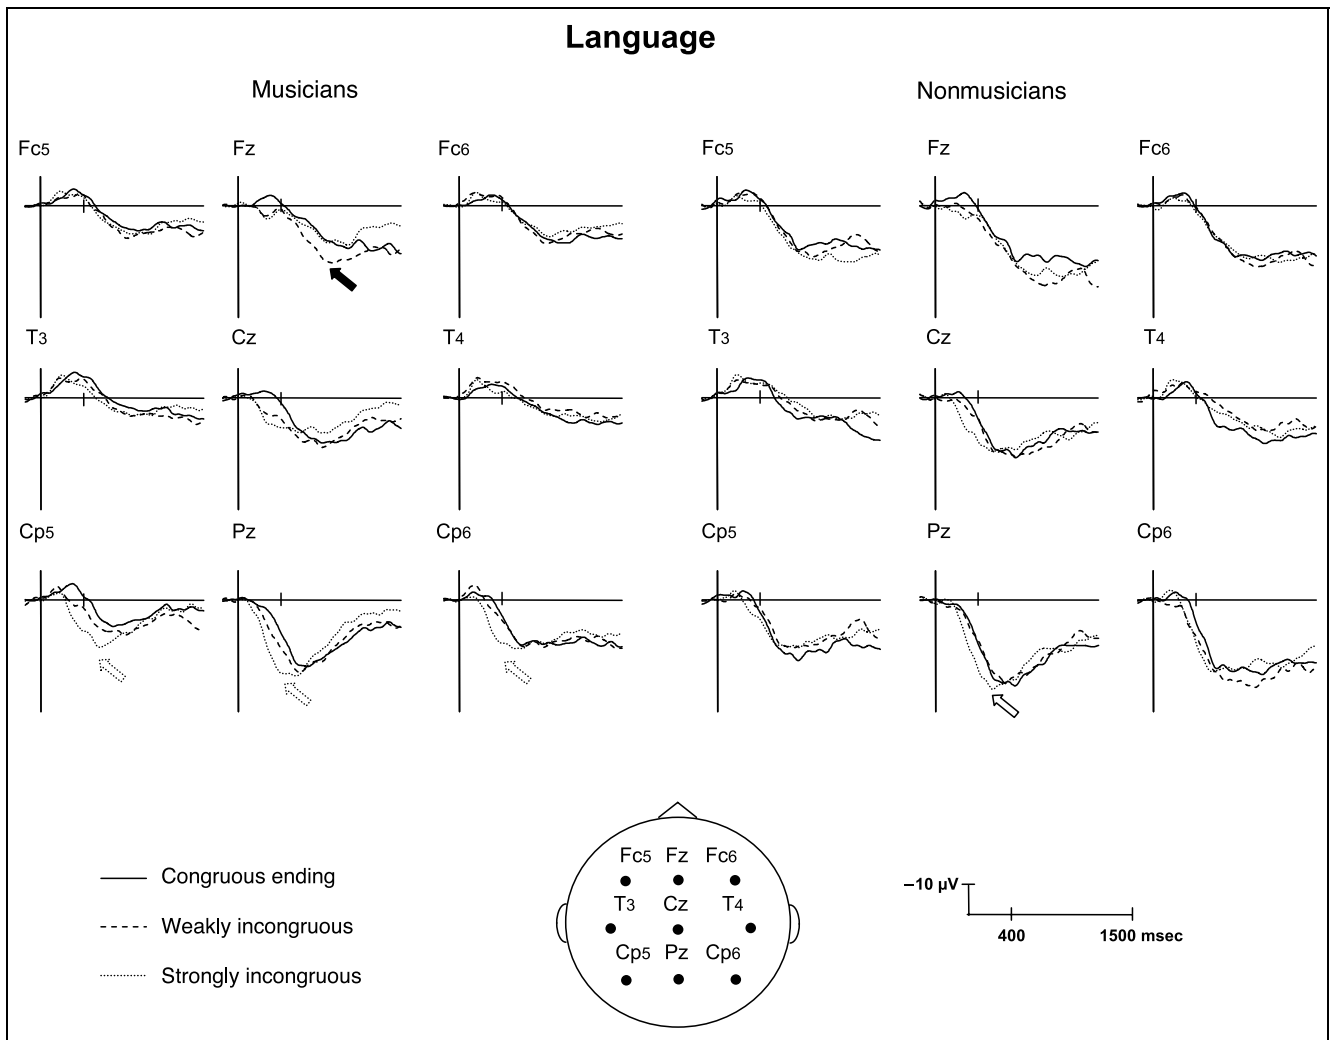 Language
Musicians Nonmusicians
Fc5 Fz Fc6 Fc5 Fz Fc6
T3 Cz T4 T3 Cz T4
Cp5 Pz Cp6 Cp5 Pz Cp6
Fc5 Fz Fc6
T3 Cz T4
Cp5 Pz Cp6
Congruous ending
Weakly incongruous
Strongly incongruous
–10 µV
400 1500 msec